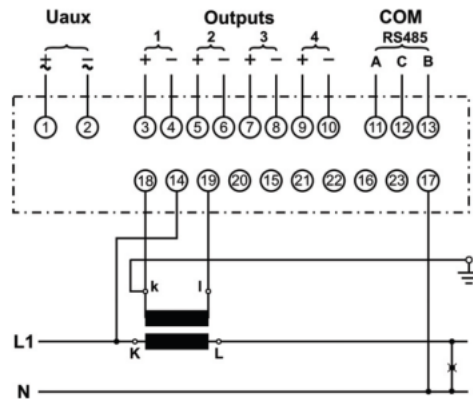 Uaux Outputs COM
1 2 3 4 RS485
+ − + − + − + − A C B
1 2 3 4 5 6 7 8 9 10 11 12 13
18 14 19 20 15 21 22 16 23 17
k l
L1 K L
N